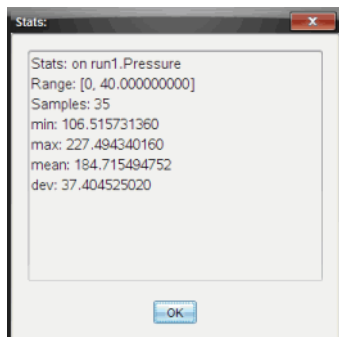 Stats:
x
Stats: on run1.Pressure
Range: [0, 40.000000000]
Samples: 35
min: 106.515731360
max: 227.494340160
mean: 184.715494752
dev: 37.404525020
OK